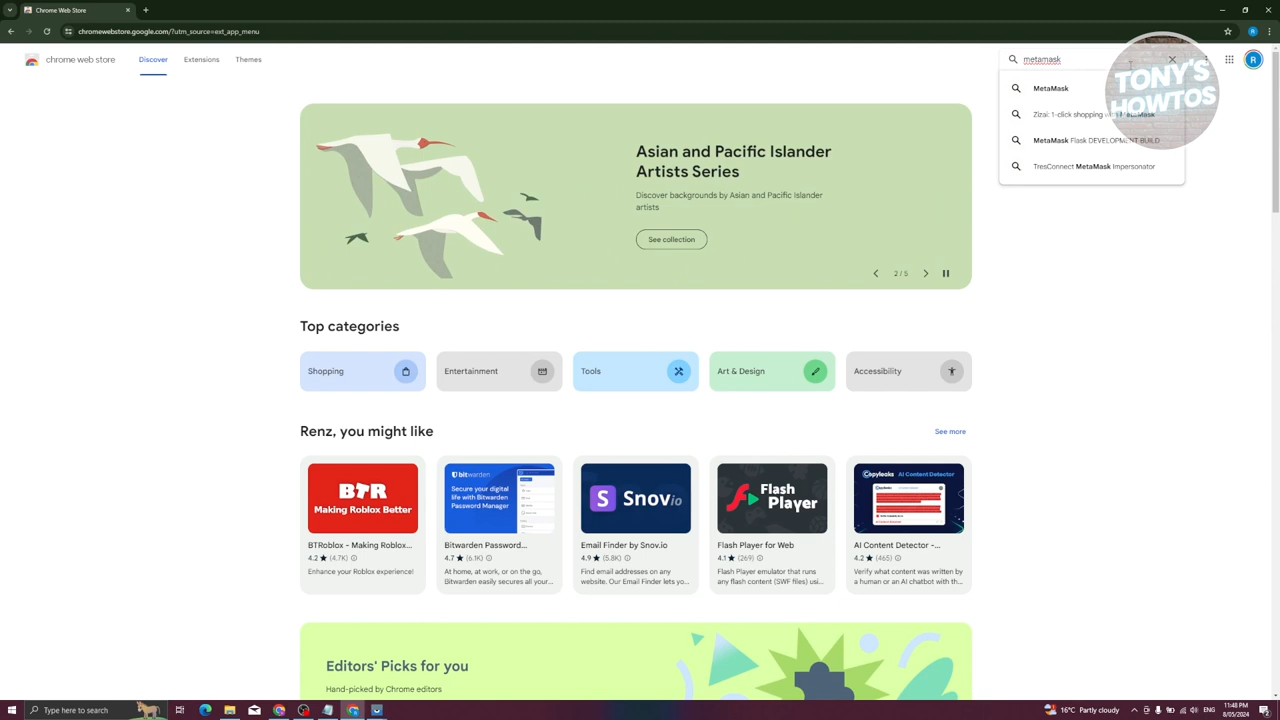 Chrome Web Store
chromewebstore.google.com/?utm_source=ext_app_menu
R
chrome web store
Discover
Extensions
Themes
metamask
R
MetaMask
Zizai: 1-click shopping with MetaMask
MetaMask Flask DEVELOPMENT BUILD
TresConnect MetaMask Impersonator
TONY'S
HOWTOS
Asian and Pacific Islander
Artists Series
Discover backgrounds by Asian and Pacific Islander
artists
See collection
2 / 5
Top categories
Shopping
Entertainment
Tools
Art & Design
Accessibility
Renz, you might like
See more
BTR
Making Roblox Better
bitwarden
Secure your digital
life with Bitwarden
Password Manager
S Snovio
Flash
Player
Copyleaks AI Content Detector
BTRoblox - Making Roblox...
4.2 ★ (4.7K)
Enhance your Roblox experience!
Bitwarden Password...
4.7 ★ (6.1K)
At home, at work, or on the go,
Bitwarden easily secures all your...
Email Finder by Snov.io
4.9 ★ (5.8K)
Find email addresses on any
website. Our Email Finder lets yo...
Flash Player for Web
4.1 ★ (269)
Flash Player emulator that runs
any flash content (SWF files) usi...
AI Content Detector -...
4.2 ★ (465)
Verify what content was written by
a human or an AI chatbot with th...
Editors' Picks for you
Hand-picked by Chrome editors
Type here to search
16°C Partly cloudy
ENG
11:48 PM
8/05/2024
2